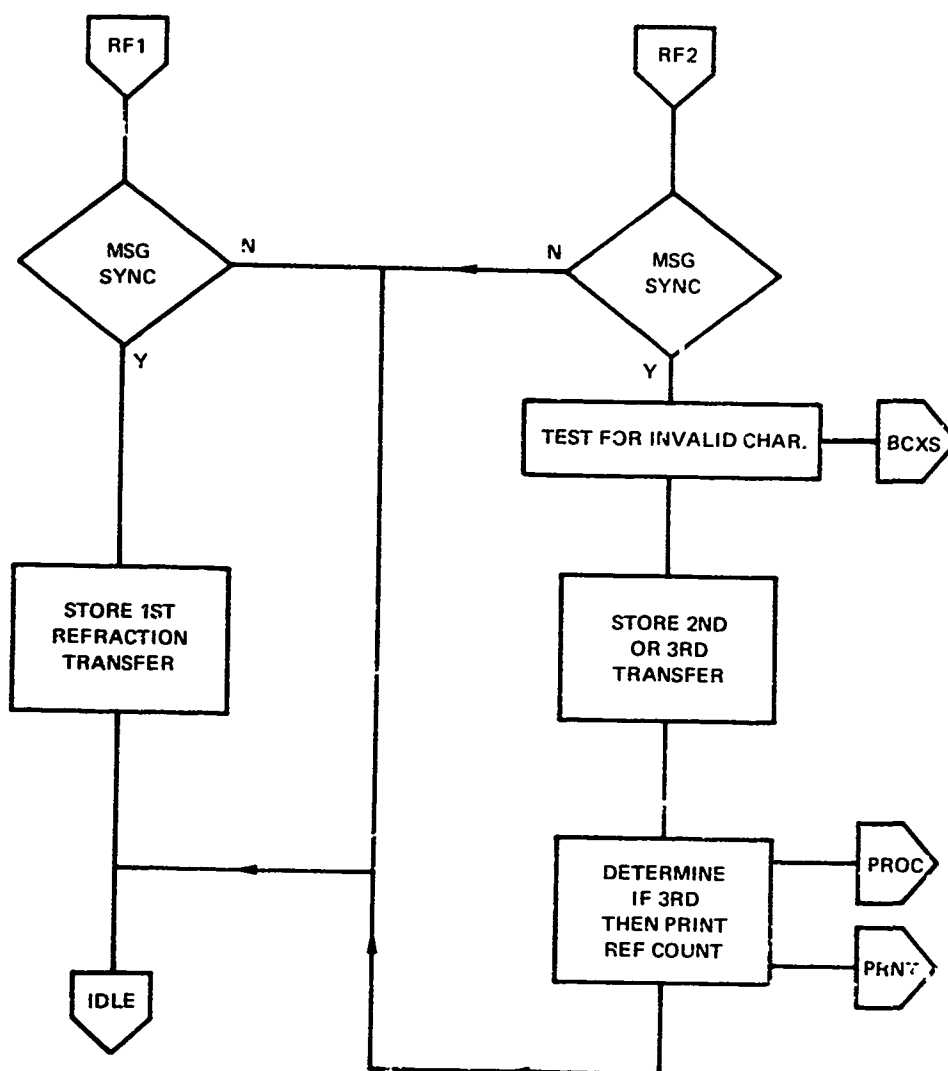 RF1
RF2
MSG
SYNC
N
N
MSG
SYNC
Y
Y
TEST FOR INVALID CHAR.
BCXS
STORE 1ST
REFRACTION
TRANSFER
STORE 2ND
OR 3RD
TRANSFER
DETERMINE
IF 3RD
THEN PRINT
REF COUNT
PROC
PRNT
IDLE